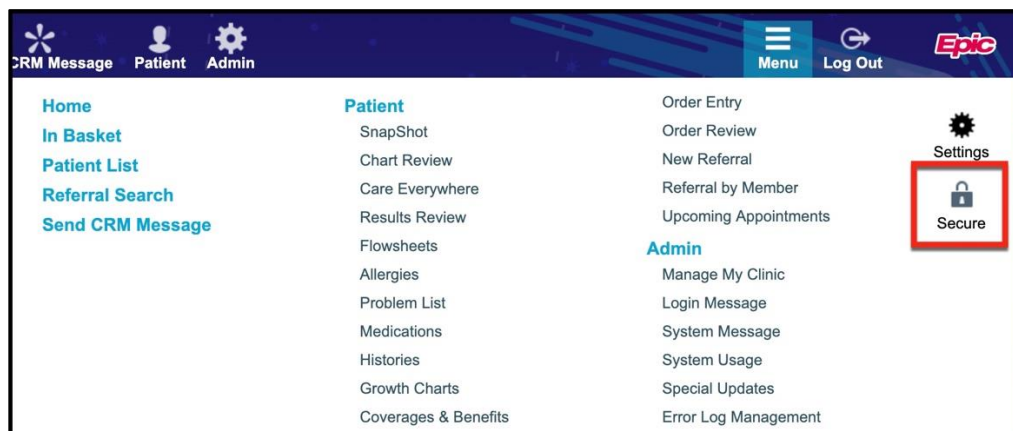 CRM Message Patient Admin Menu Log Out Epic
Home
In Basket
Patient List
Referral Search
Send CRM Message
Patient
SnapShot
Chart Review
Care Everywhere
Results Review
Flowsheets
Allergies
Problem List
Medications
Histories
Growth Charts
Coverages & Benefits
Order Entry
Order Review
New Referral
Referral by Member
Upcoming Appointments
Admin
Manage My Clinic
Login Message
System Message
System Usage
Special Updates
Error Log Management
Settings
Secure